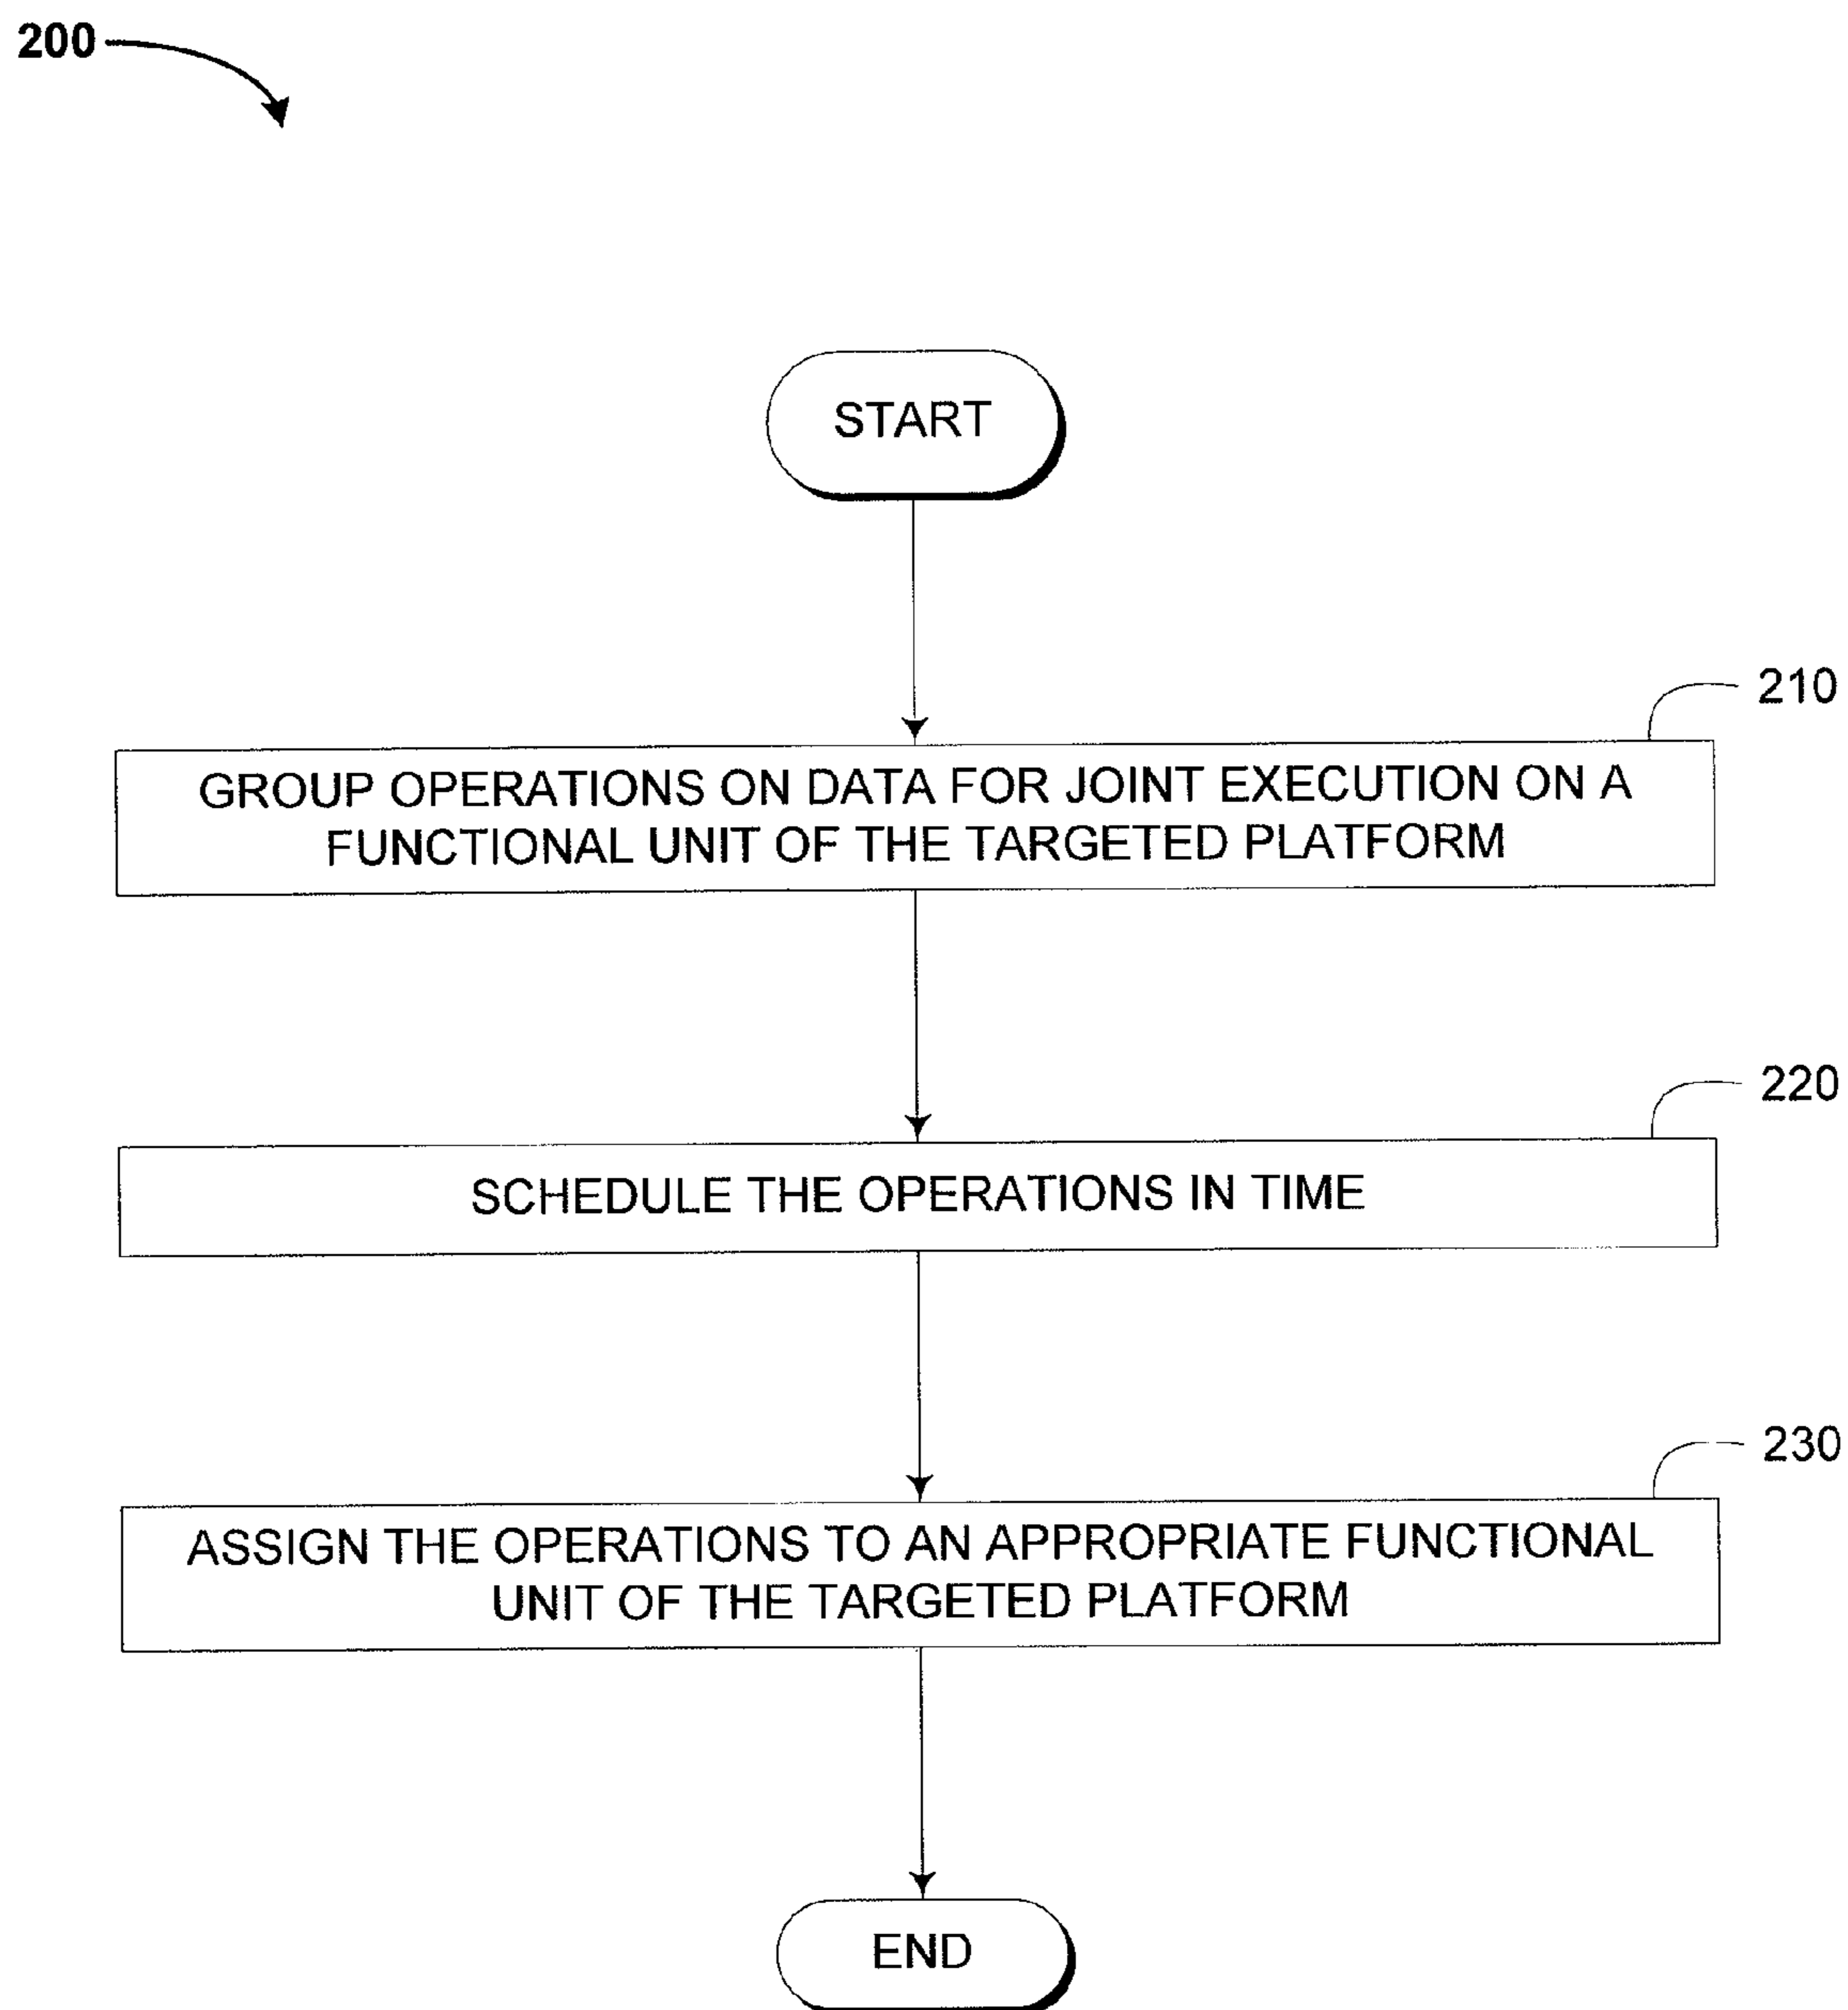 200
START
210
GROUP OPERATIONS ON DATA FOR JOINT EXECUTION ON A
FUNCTIONAL UNIT OF THE TARGETED PLATFORM
220
SCHEDULE THE OPERATIONS IN TIME
230
ASSIGN THE OPERATIONS TO AN APPROPRIATE FUNCTIONAL
UNIT OF THE TARGETED PLATFORM
END